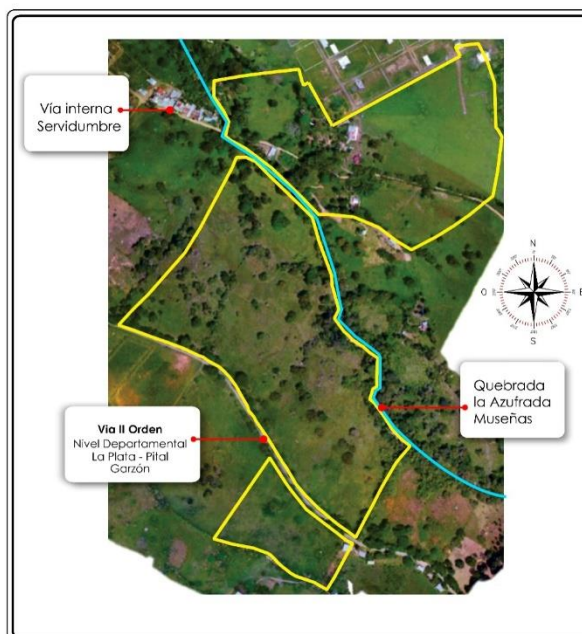 Vía interna
Servidumbre
N
O
E
S
Quebrada
la Azufrada
Museñas
Via II Orden
Nivel Departamental
La Plata - Pital
Garzón